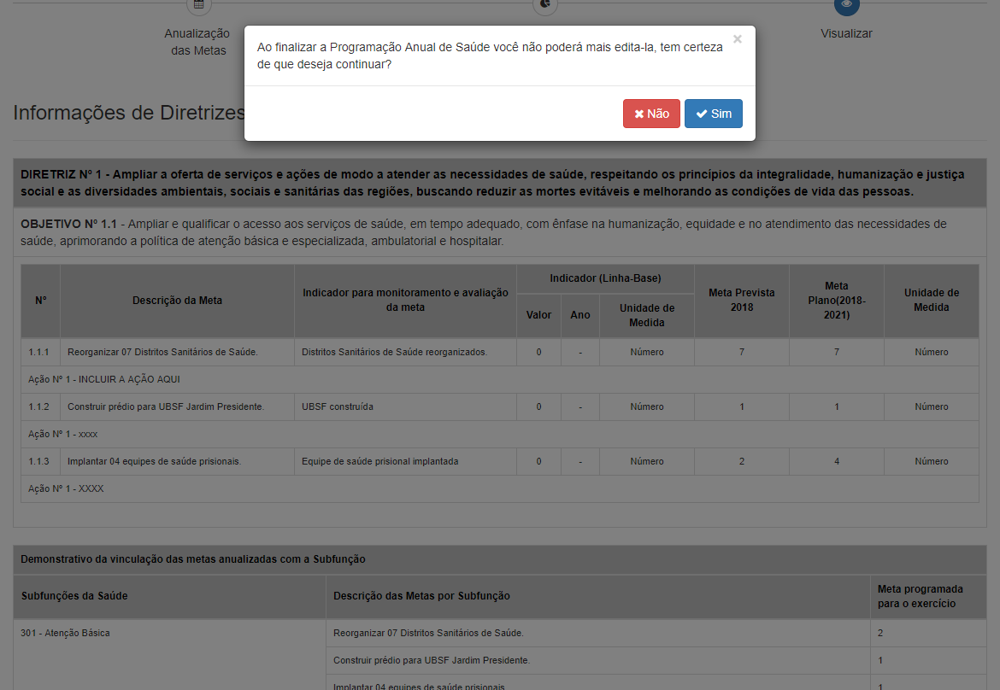 Anualização
das Metas
Visualizar
Ao finalizar a Programação Anual de Saúde você não poderá mais edita-la, tem certeza
de que deseja continuar?
×
Não
Sim
Informações de Diretrizes
DIRETRIZ Nº 1 - Ampliar a oferta de serviços e ações de modo a atender as necessidades de saúde, respeitando os princípios da integralidade, humanização e justiça
social e as diversidades ambientais, sociais e sanitárias das regiões, buscando reduzir as mortes evitáveis e melhorando as condições de vida das pessoas.
OBJETIVO Nº 1.1 - Ampliar e qualificar o acesso aos serviços de saúde, em tempo adequado, com ênfase na humanização, equidade e no atendimento das necessidades de
saúde, aprimorando a política de atenção básica e especializada, ambulatorial e hospitalar.
Nº
Descrição da Meta
Indicador para monitoramento e avaliação
da meta
Indicador (Linha-Base)
Valor
Ano
Unidade de
Medida
Meta Prevista
2018
Meta
Plano(2018-
2021)
Unidade de
Medida
1.1.1 Reorganizar 07 Distritos Sanitários de Saúde. Distritos Sanitários de Saúde reorganizados. 0 - Número 7 7 Número
Ação Nº 1 - INCLUIR A AÇÃO AQUI
1.1.2 Construir prédio para UBSF Jardim Presidente. UBSF construída 0 - Número 1 1 Número
Ação Nº 1 - xxxx
1.1.3 Implantar 04 equipes de saúde prisionais. Equipe de saúde prisional implantada 0 - Número 2 4 Número
Ação Nº 1 - XXXX
Demonstrativo da vinculação das metas anualizadas com a Subfunção
Subfunções da Saúde
Descrição das Metas por Subfunção
Meta programada
para o exercício
301 - Atenção Básica Reorganizar 07 Distritos Sanitários de Saúde. 2
Construir prédio para UBSF Jardim Presidente. 1
Implantar 04 equipes de saúde prisionais. 1